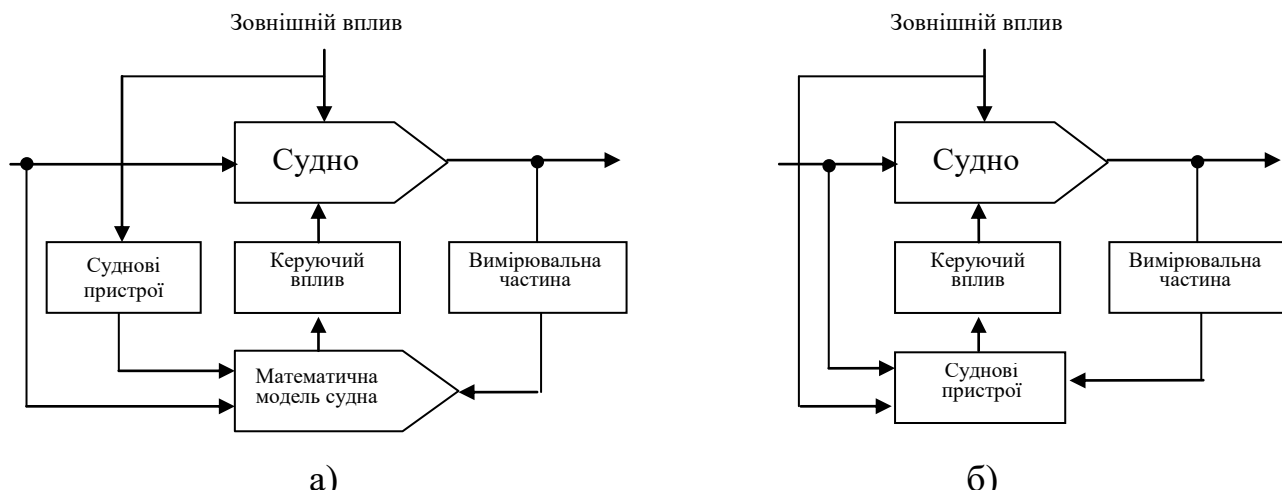 Зовнішній вплив
Судно
Суднові
пристрої
Керуючий
вплив
Вимірювальна
частина
Математична
модель судна
а)
Зовнішній вплив
Судно
Керуючий
вплив
Вимірювальна
частина
Суднові
пристрої
б)